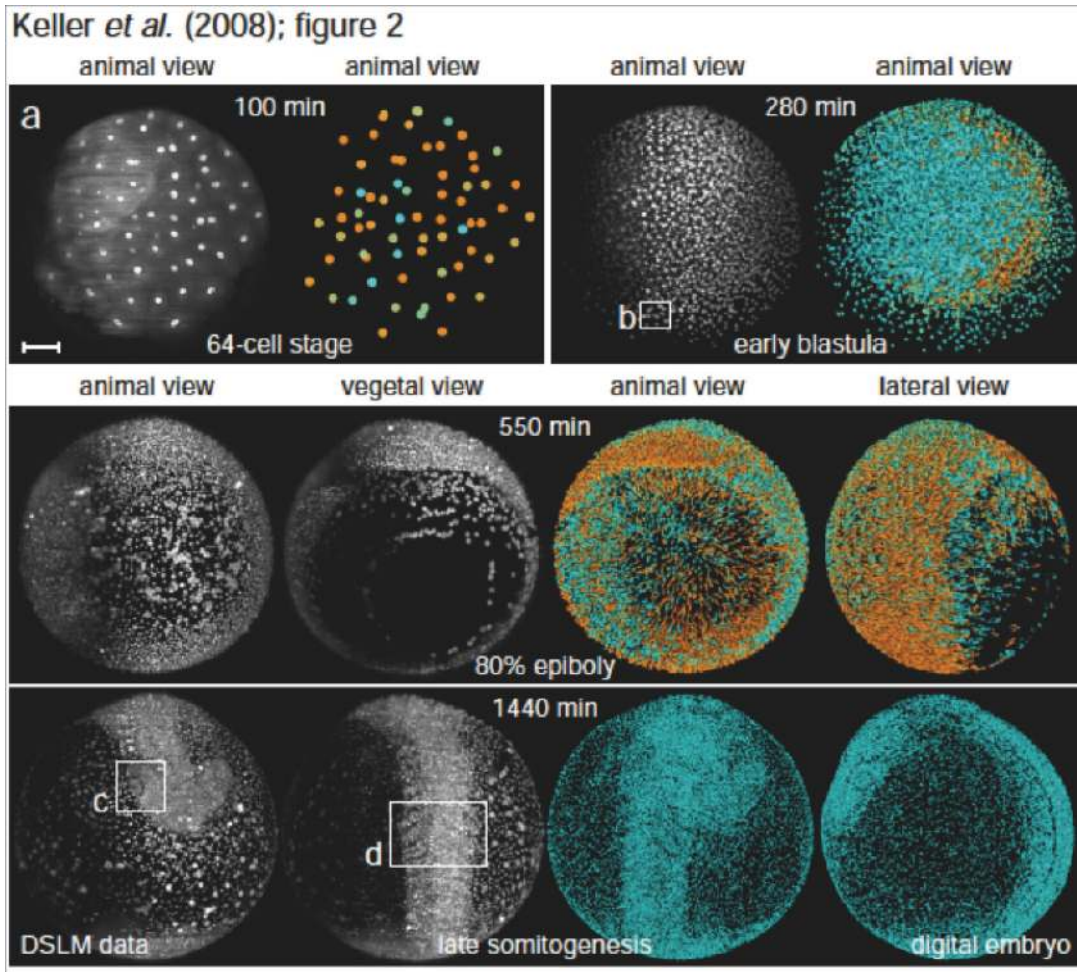 Keller et al. (2008); figure 2
animal view animal view animal view animal view
a 100 min 280 min
b
64-cell stage early blastula
animal view vegetal view animal view lateral view
550 min
80% epiboly
1440 min
c
d
DSLM data late somitogenesis digital embryo